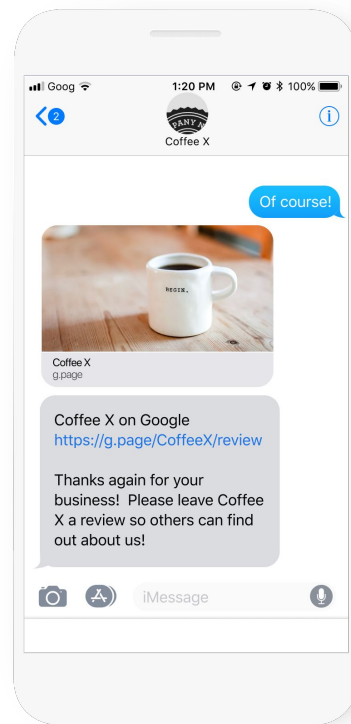 Goog
1:20 PM
100%
2
PANY N
Coffee X
Of course!
BEGIN.
Coffee X
g.page
Coffee X on Google
https://g.page/CoffeeX/review
Thanks again for your
business!  Please leave Coffee
X a review so others can find
out about us!
iMessage